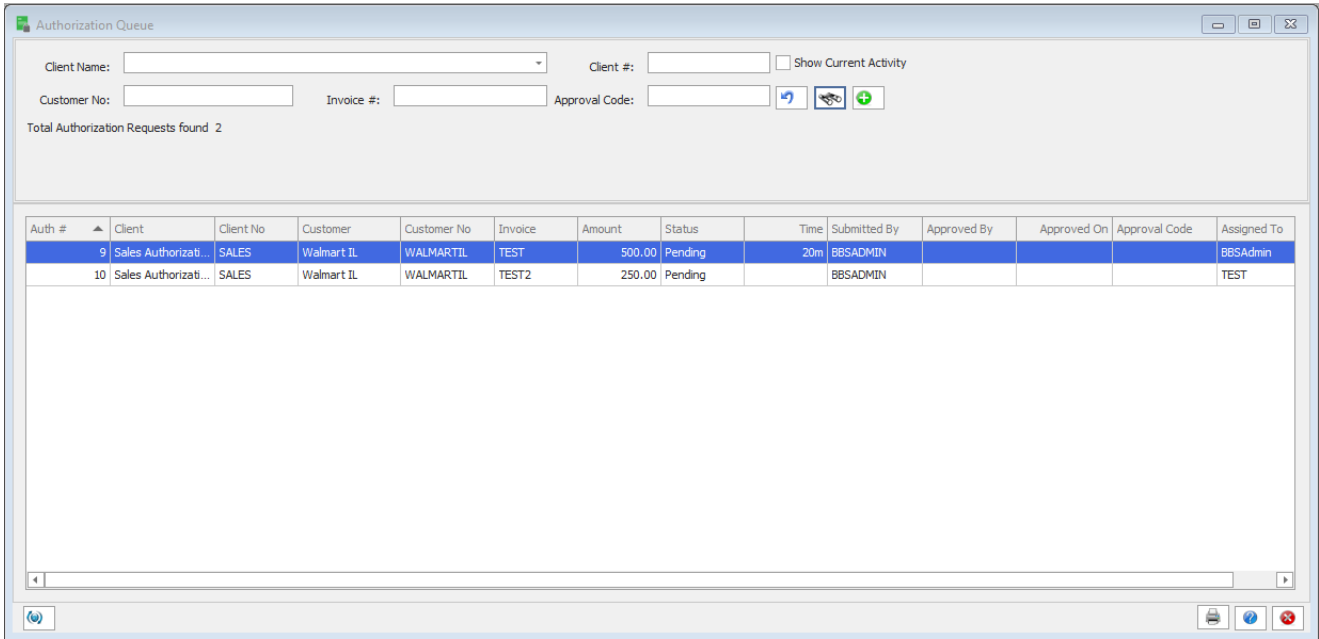 Authorization Queue
Client Name: Client #: Show Current Activity
Customer No: Invoice #: Approval Code:
Total Authorization Requests found 2
Auth # Client Client No Customer Customer No Invoice Amount Status Time Submitted By Approved By Approved On Approval Code Assigned To
9 Sales Authorizati... SALES Walmart IL WALMARTIL TEST 500.00 Pending 20m BBSADMIN BBSAdmin
10 Sales Authorizati... SALES Walmart IL WALMARTIL TEST2 250.00 Pending BBSADMIN TEST